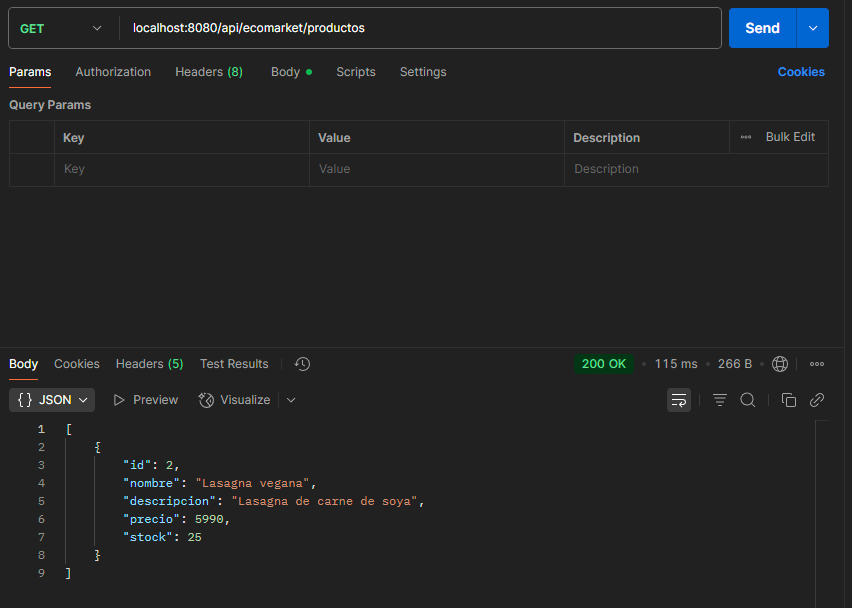 GET localhost:8080/api/ecomarket/productos Send
Params Authorization Headers (8) Body Scripts Settings Cookies
Query Params
Key Value Description Bulk Edit
Key Value Description
Body Cookies Headers (5) Test Results 200 OK 115 ms 266 B
{} JSON Preview Visualize
1 [
2 {
3 "id": 2,
4 "nombre": "Lasagna vegana",
5 "descripcion": "Lasagna de carne de soya",
6 "precio": 5990,
7 "stock": 25
8 }
9 ]